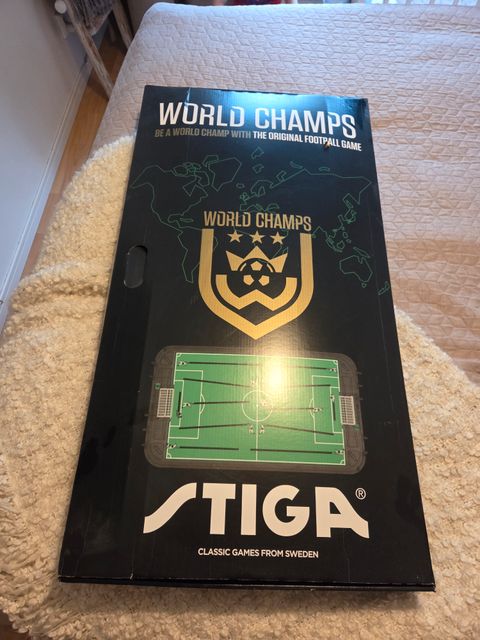 WORLD CHAMPS
BE A WORLD CHAMP WITH THE ORIGINAL FOOTBALL GAME
WORLD CHAMPS
STIGA®
CLASSIC GAMES FROM SWEDEN